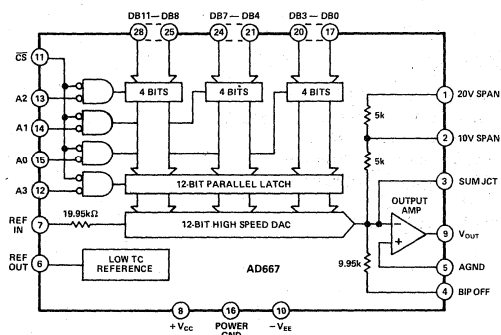 DB11—DB8 DB7—DB4 DB3—DB0
28 25 24 21 20 17
CS 11
A2 13
A1 14
A0 15
A3 12
4 BITS 4 BITS 4 BITS
1 20V SPAN
5k
2 10V SPAN
5k
3 SUM JCT
12-BIT PARALLEL LATCH
OUTPUT AMP
REF IN 7 19.95kΩ
12-BIT HIGH SPEED DAC
− +
9 VOUT
REF OUT 6
LOW TC
REFERENCE
AD667
9.95k
5 AGND
4 BIP OFF
8 16 10
+VCC POWER GND −VEE